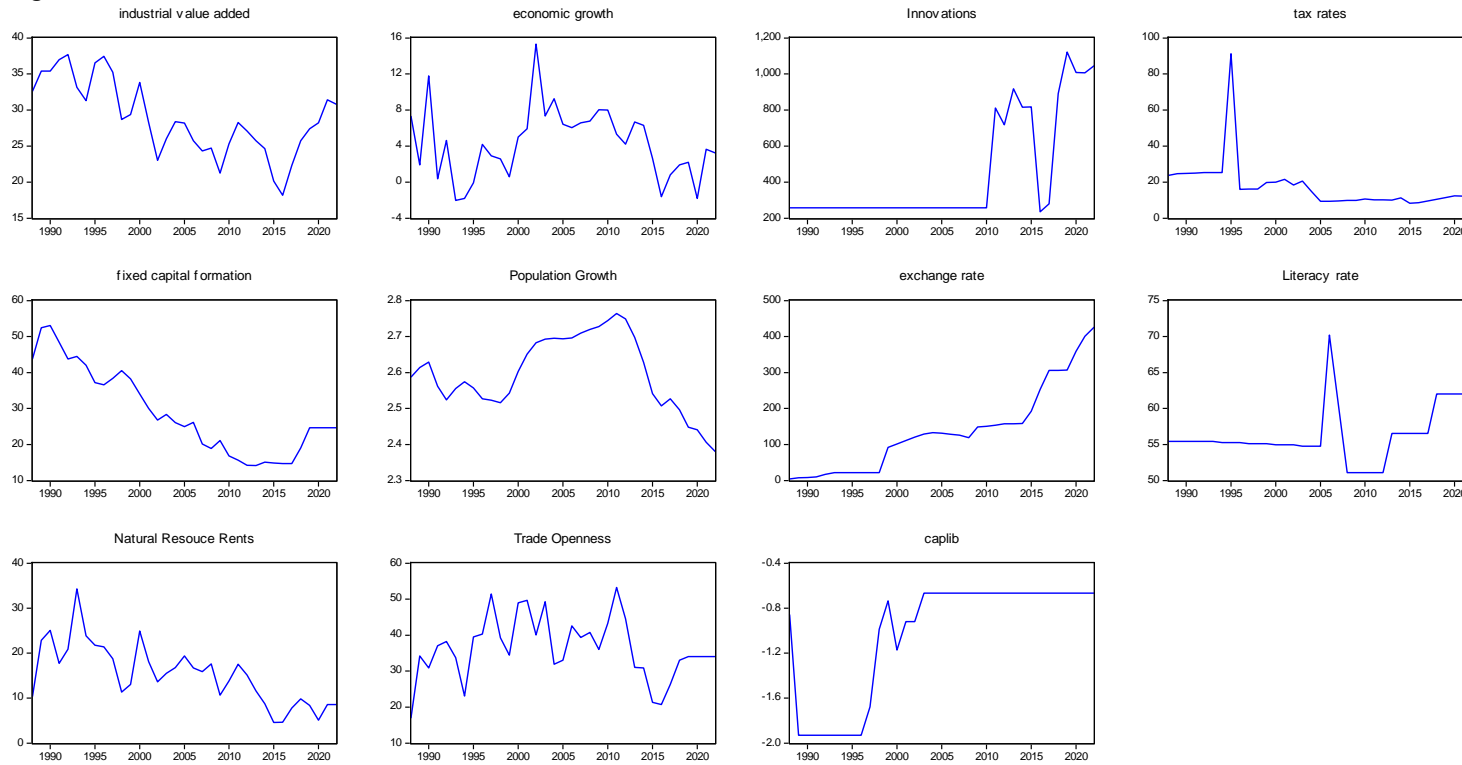 industrial value added
40
35
30
25
20
15
1990 1995 2000 2005 2010 2015 2020
economic growth
16
12
8
4
0
-4
1990 1995 2000 2005 2010 2015 2020
Innovations
1,200
1,000
800
600
400
200
1990 1995 2000 2005 2010 2015 2020
tax rates
100
80
60
40
20
0
1990 1995 2000 2005 2010 2015 2020
fixed capital formation
60
50
40
30
20
10
1990 1995 2000 2005 2010 2015 2020
Population Growth
2.8
2.7
2.6
2.5
2.4
2.3
1990 1995 2000 2005 2010 2015 2020
exchange rate
500
400
300
200
100
0
1990 1995 2000 2005 2010 2015 2020
Literacy rate
75
70
65
60
55
50
1990 1995 2000 2005 2010 2015 2020
Natural Resouce Rents
40
30
20
10
0
1990 1995 2000 2005 2010 2015 2020
Trade Openness
60
50
40
30
20
10
1990 1995 2000 2005 2010 2015 2020
caplib
-0.4
-0.8
-1.2
-1.6
-2.0
1990 1995 2000 2005 2010 2015 2020